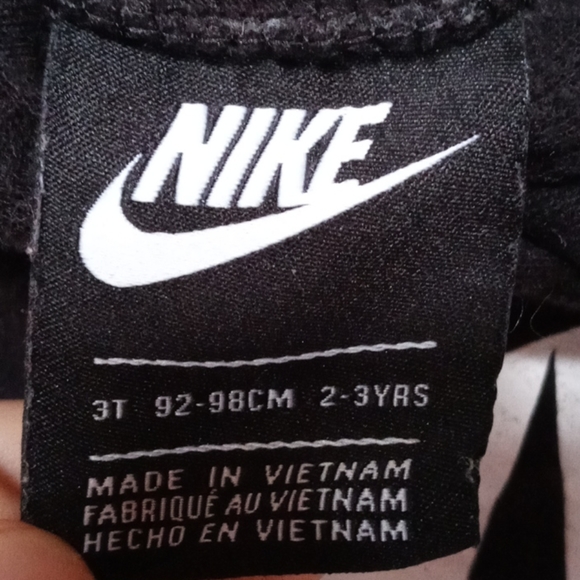 NIKE
3T 92-98CM 2-3YRS
MADE IN VIETNAM
FABRIQUÉ AU VIETNAM
HECHO EN VIETNAM